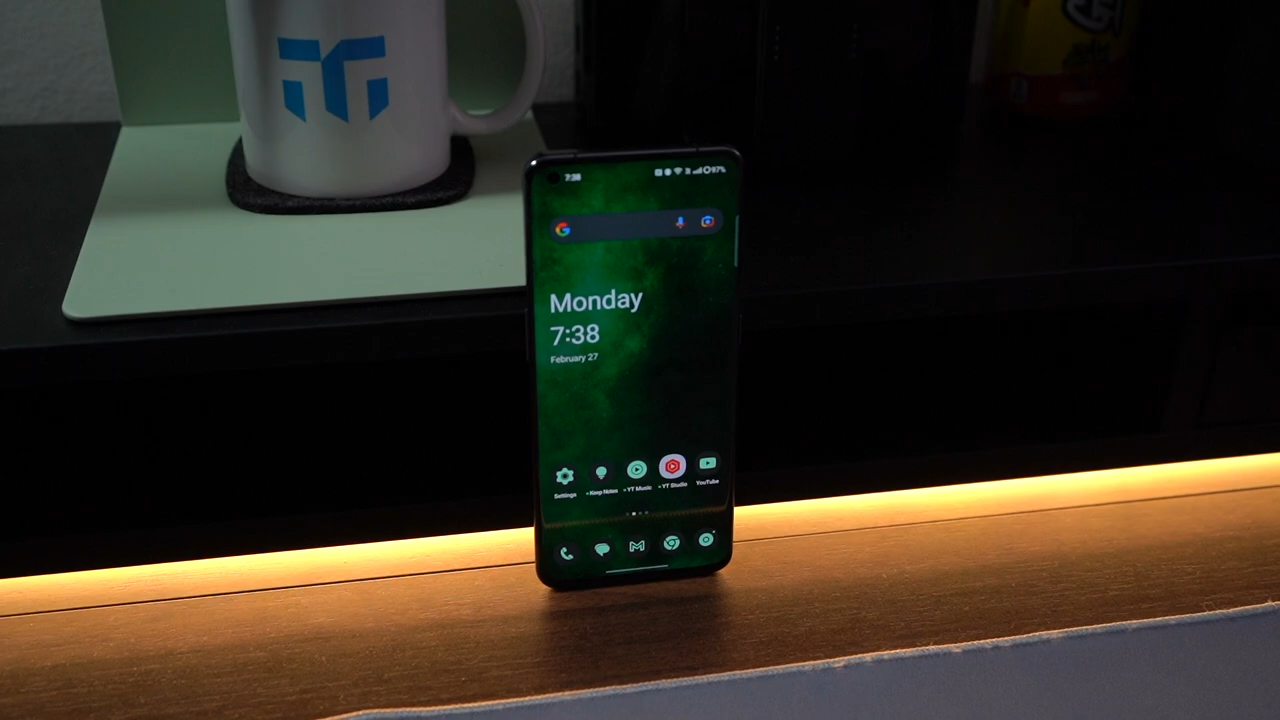 7:38
97%
Monday
7:38
February 27
Settings
Keep Notes
YT Music
YT Studio
YouTube